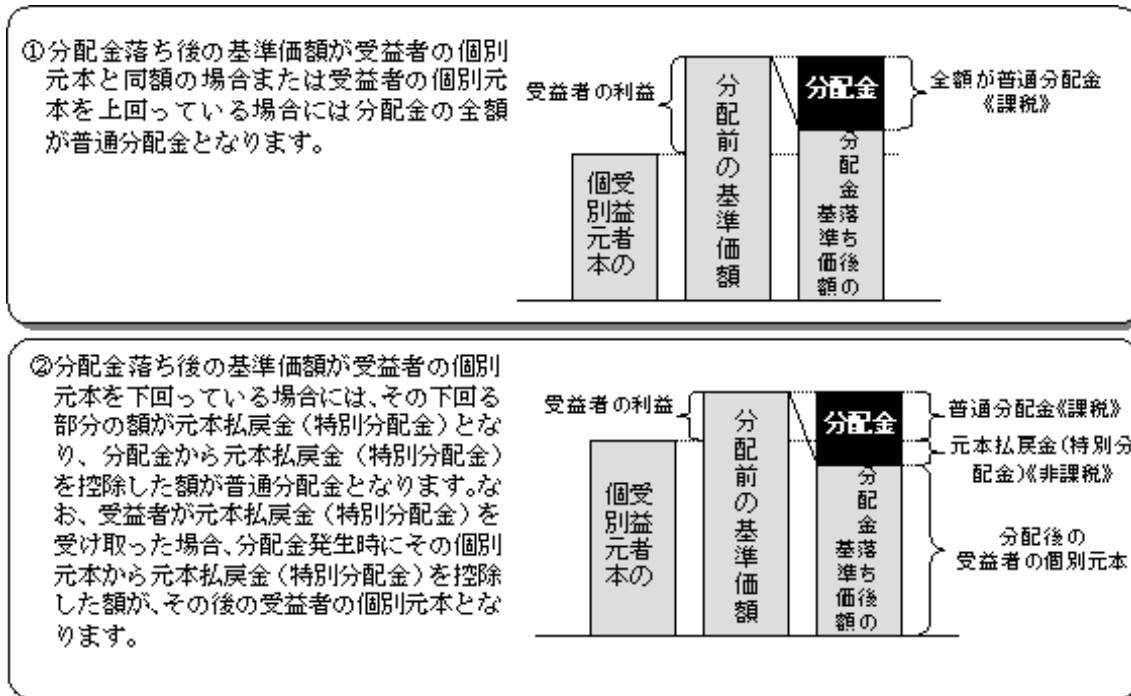 ①分配金落ち後の基準価額が受益者の個別
元本と同額の場合または受益者の個別元
本を上回っている場合には分配金の全額
が普通分配金となります。
受益者の利益
個別元本
受益者の
分配前の基準価額
分配金
分配金落ち後の
基準価額
全額が普通分配金
《課税》
②分配金落ち後の基準価額が受益者の個別
元本を下回っている場合には、その下回る
部分の額が元本払戻金(特別分配金)とな
り、分配金から元本払戻金(特別分配金)
を控除した額が普通分配金となります。な
お、受益者が元本払戻金(特別分配金)を
受け取った場合、分配金発生時にその個別
元本から元本払戻金(特別分配金)を控除
した額が、その後の受益者の個別元本とな
ります。
受益者の利益
受益者の
個別元本
分配前の基準価額
分配金
分配金落ち後の
基準価額
普通分配金《課税》
元本払戻金(特別分
配金)《非課税》
分配後の
受益者の個別元本